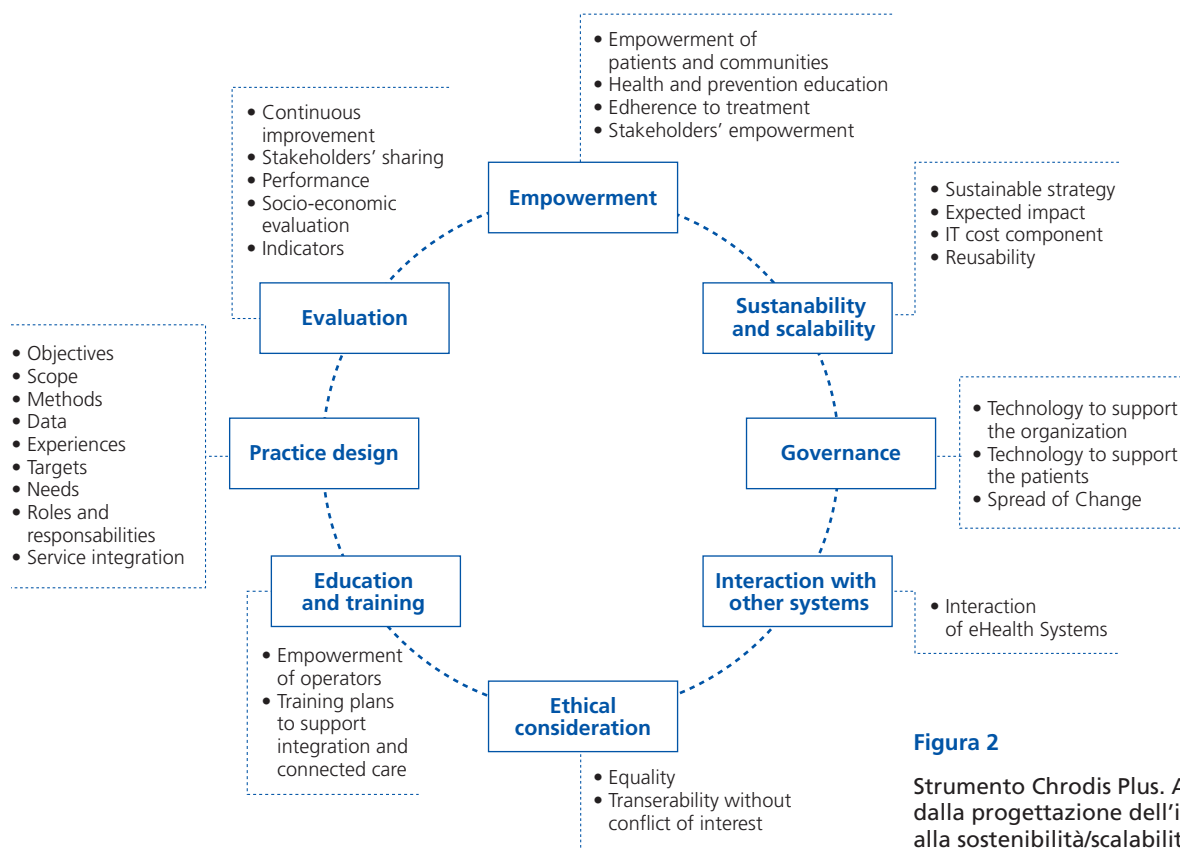 • Empowerment of
patients and communities
• Health and prevention education
• Edherence to treatment
• Stakeholders' empowerment
Empowerment
• Continuous
improvement
• Stakeholders' sharing
• Performance
• Socio-economic
evaluation
• Indicators
Evaluation
• Sustainable strategy
• Expected impact
• IT cost component
• Reusability
Sustanability
and scalability
• Objectives
• Scope
• Methods
• Data
• Experiences
• Targets
• Needs
• Roles and
responsabilities
• Service integration
Practice design
Governance
• Technology to support
the organization
• Technology to support
the patients
• Spread of Change
Education
and training
• Empowerment
of operators
• Training plans
to support
integration and
connected care
Interaction with
other systems
• Interaction
of eHealth Systems
Ethical
consideration
• Equality
• Transerability without
conflict of interest
Figura 2
Strumento Chrodis Plus.
dalla progettazione
alla